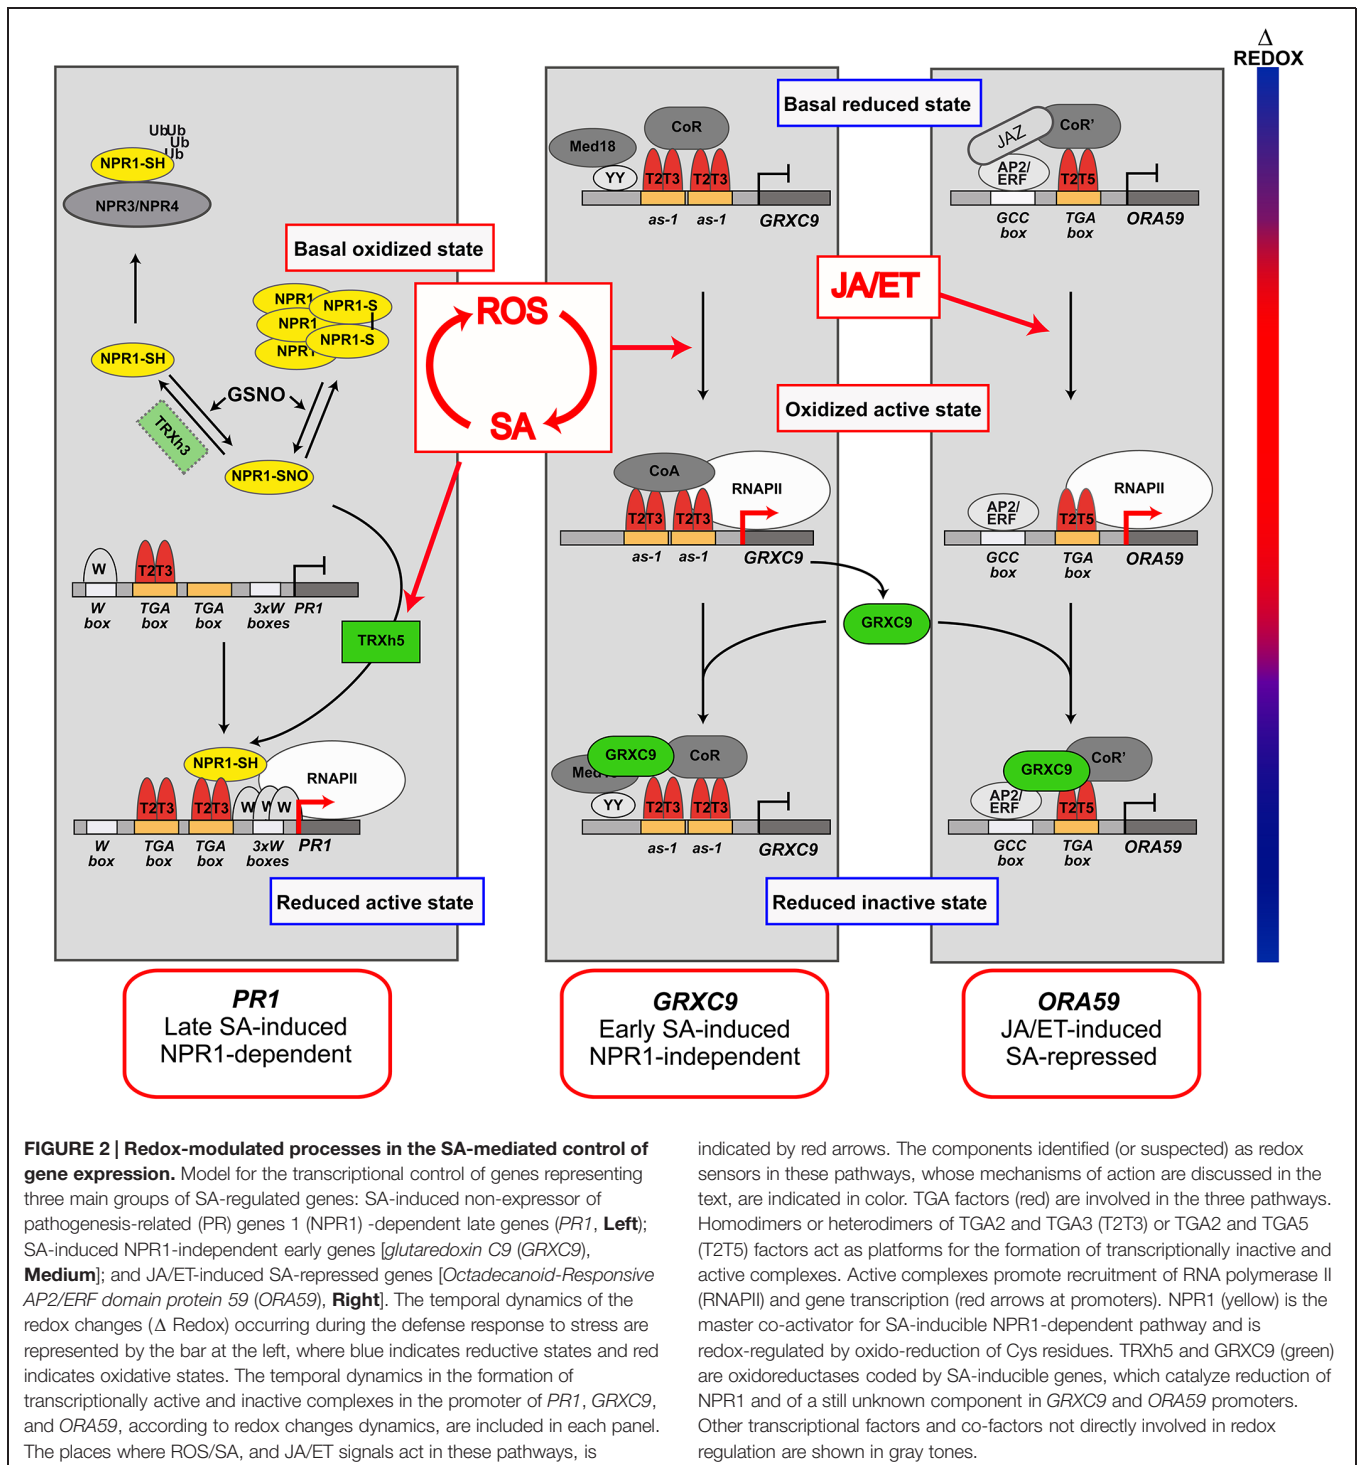 Δ
REDOX
UbUb
Ub
Ub
NPR1-SH
NPR3/NPR4
Basal oxidized state
NPR1
NPR1-S
NPR1
NPR1-S
NPR1
NPR1-SH
GSNO
TRXh3
NPR1-SNO
W
T2T3
W
box
TGA
box
TGA
box
3xW
boxes
PR1
TRXh5
NPR1-SH
RNAPII
T2T3
T2T3
W
W
W
W
box
TGA
box
TGA
box
3xW
boxes
PR1
Reduced active state
ROS
SA
Basal reduced state
Med18
CoR
YY
T2T3
T2T3
as-1
as-1
GRXC9
JAZ
CoR'
AP2/
ERF
T2T5
GCC
box
TGA
box
ORA59
JA/ET
Oxidized active state
CoA
RNAPII
T2T3
T2T3
as-1
as-1
GRXC9
AP2/
ERF
T2T5
RNAPII
GCC
box
TGA
box
ORA59
GRXC9
GRXC9
CoR
Med
YY
T2T3
T2T3
as-1
as-1
GRXC9
GRXC9
CoR'
AP2/
ERF
T2T5
GCC
box
TGA
box
ORA59
Reduced inactive state
PR1
Late SA-induced
NPR1-dependent
GRXC9
Early SA-induced
NPR1-independent
ORA59
JA/ET-induced
SA-repressed
FIGURE 2 | Redox-modulated processes in the SA-mediated control of
gene expression. Model for the transcriptional control of genes representing
three main groups of SA-regulated genes: SA-induced non-expressor of
pathogenesis-related (PR) genes 1 (NPR1) -dependent late genes (PR1, Left);
SA-induced NPR1-independent early genes [glutaredoxin C9 (GRXC9),
Medium]; and JA/ET-induced SA-repressed genes [Octadecanoid-Responsive
AP2/ERF domain protein 59 (ORA59), Right]. The temporal dynamics of the
redox changes (Δ Redox) occurring during the defense response to stress are
represented by the bar at the left, where blue indicates reductive states and red
indicates oxidative states. The temporal dynamics in the formation of
transcriptionally active and inactive complexes in the promoter of PR1, GRXC9,
and ORA59, according to redox changes dynamics, are included in each panel.
The places where ROS/SA, and JA/ET signals act in these pathways, is
indicated by red arrows. The components identified (or suspected) as redox
sensors in these pathways, whose mechanisms of action are discussed in the
text, are indicated in color. TGA factors (red) are involved in the three pathways.
Homodimers or heterodimers of TGA2 and TGA3 (T2T3) or TGA2 and TGA5
(T2T5) factors act as platforms for the formation of transcriptionally inactive and
active complexes. Active complexes promote recruitment of RNA polymerase II
(RNAPII) and gene transcription (red arrows at promoters). NPR1 (yellow) is the
master co-activator for SA-inducible NPR1-dependent pathway and is
redox-regulated by oxido-reduction of Cys residues. TRXh5 and GRXC9 (green)
are oxidoreductases coded by SA-inducible genes, which catalyze reduction of
NPR1 and of a still unknown component in GRXC9 and ORA59 promoters.
Other transcriptional factors and co-factors not directly involved in redox
regulation are shown in gray tones.